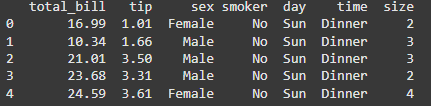 total_bill tip sex smoker day time size
0 16.99 1.01 Female No Sun Dinner 2
1 10.34 1.66 Male No Sun Dinner 3
2 21.01 3.50 Male No Sun Dinner 3
3 23.68 3.31 Male No Sun Dinner 2
4 24.59 3.61 Female No Sun Dinner 4